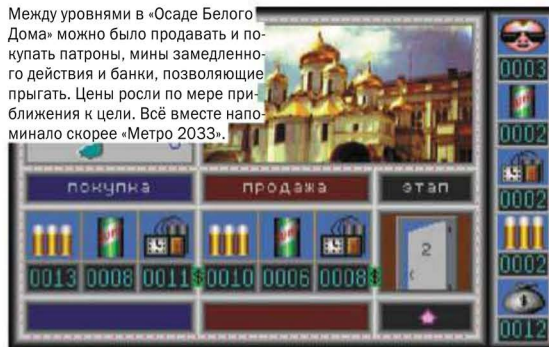 Между уровнями в «Осаде Белого
Дома» можно было продавать и по-
купать патроны, мины замедленно-
го действия и банки, позволяющие
прыгать. Цены росли по мере при-
ближения к цели. Всё вместе напо-
минало скорее «Метро 2033».
покупка продажа этап
0013 0008 0011 $ 0010 0006 0008 $ 2
0003
0002
0002
0002
0012